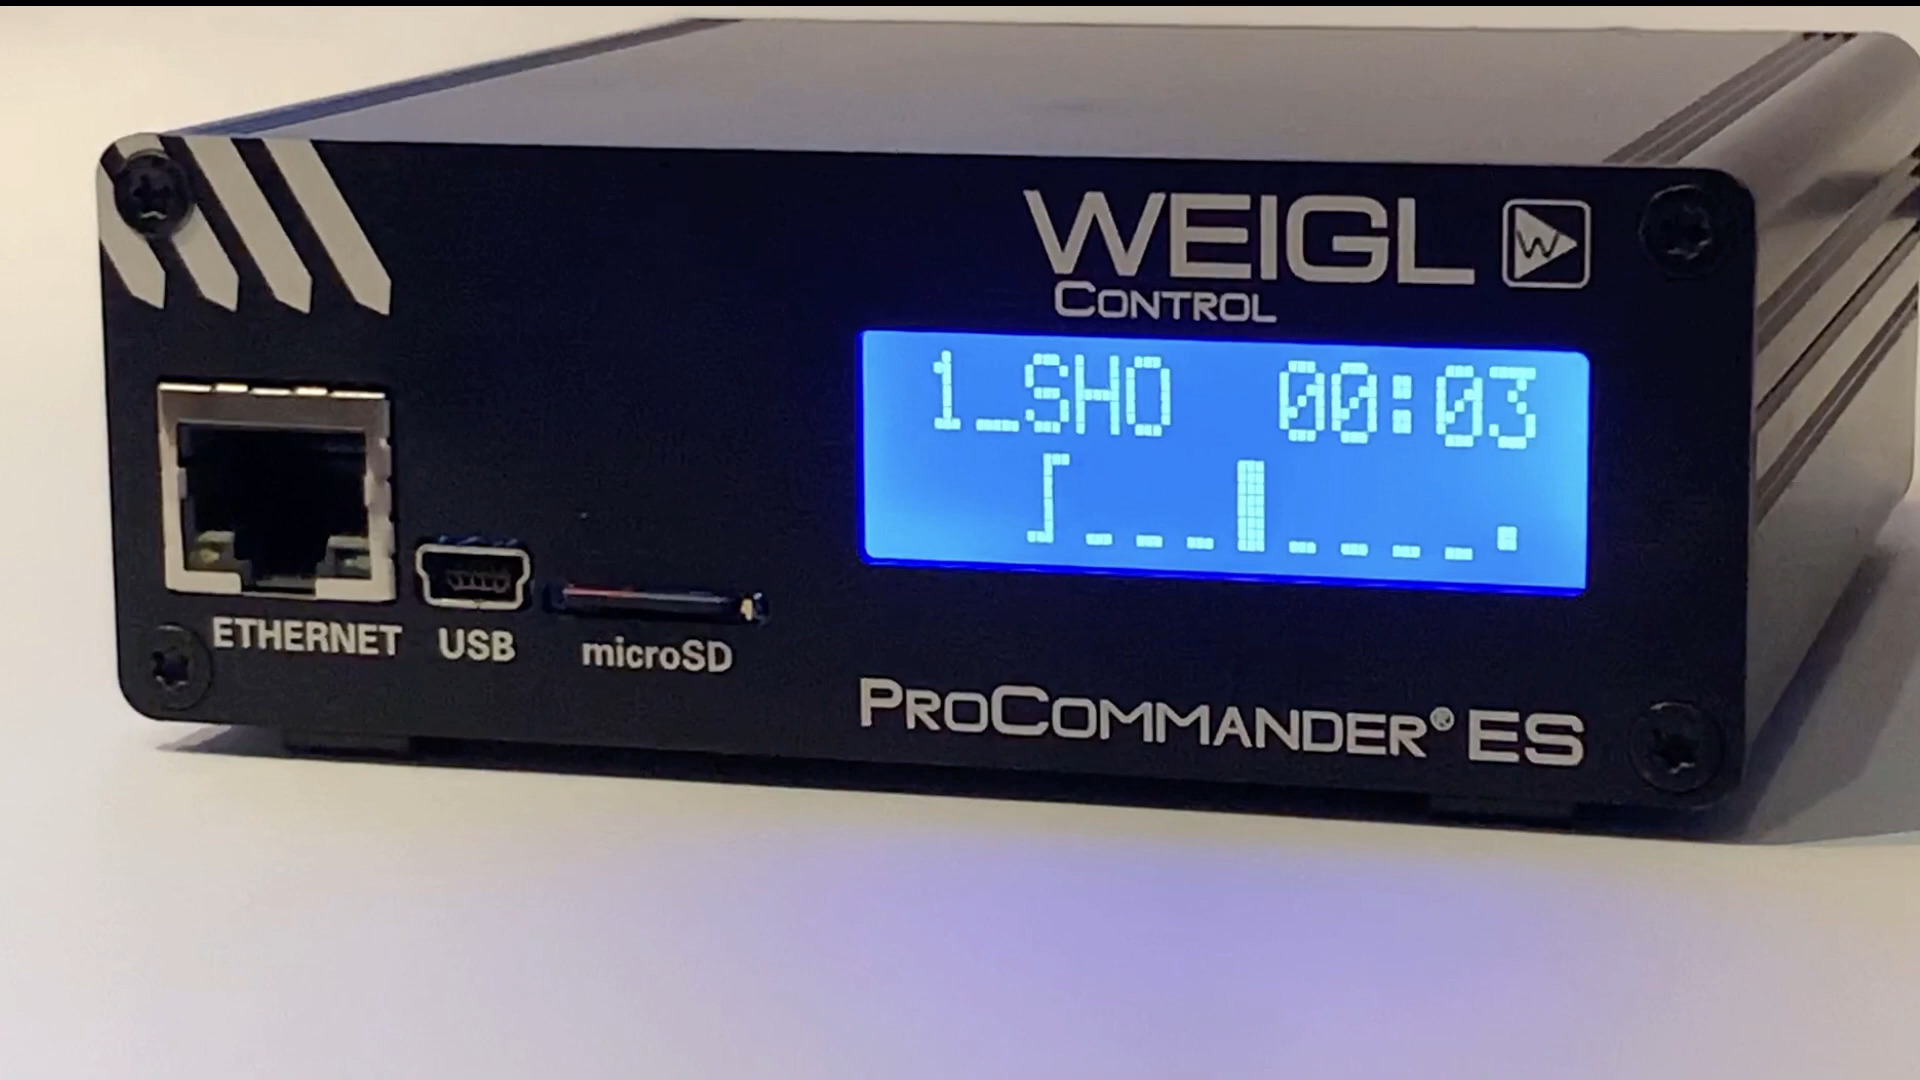 WEIGL W
CONTROL
1_SHO 00:03
ETHERNET
USB
microSD
PROCOMMANDER® ES